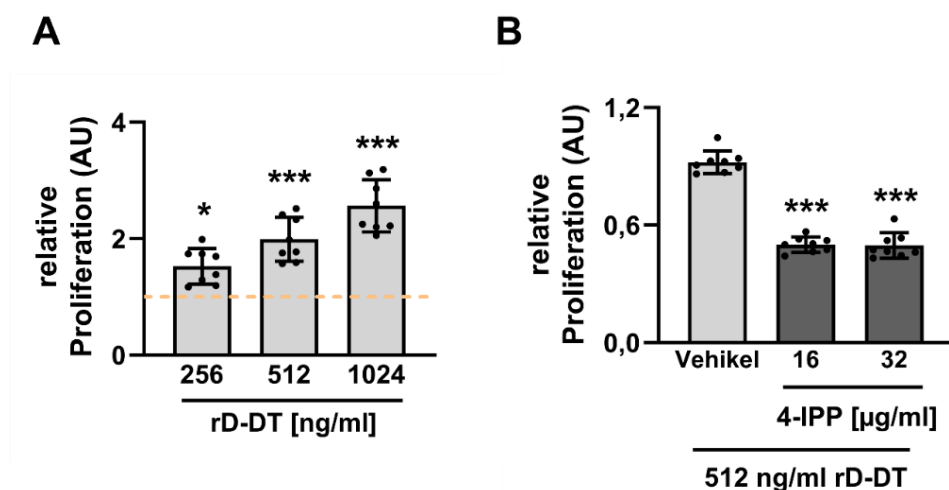 A
relative
Proliferation (AU)
4
2
0
*
***
***
256 512 1024
rD-DT [ng/ml]
B
relative
Proliferation (AU)
1,2
0,6
0,0
***
***
Vehikel 16 32
4-IPP [µg/ml]
512 ng/ml rD-DT